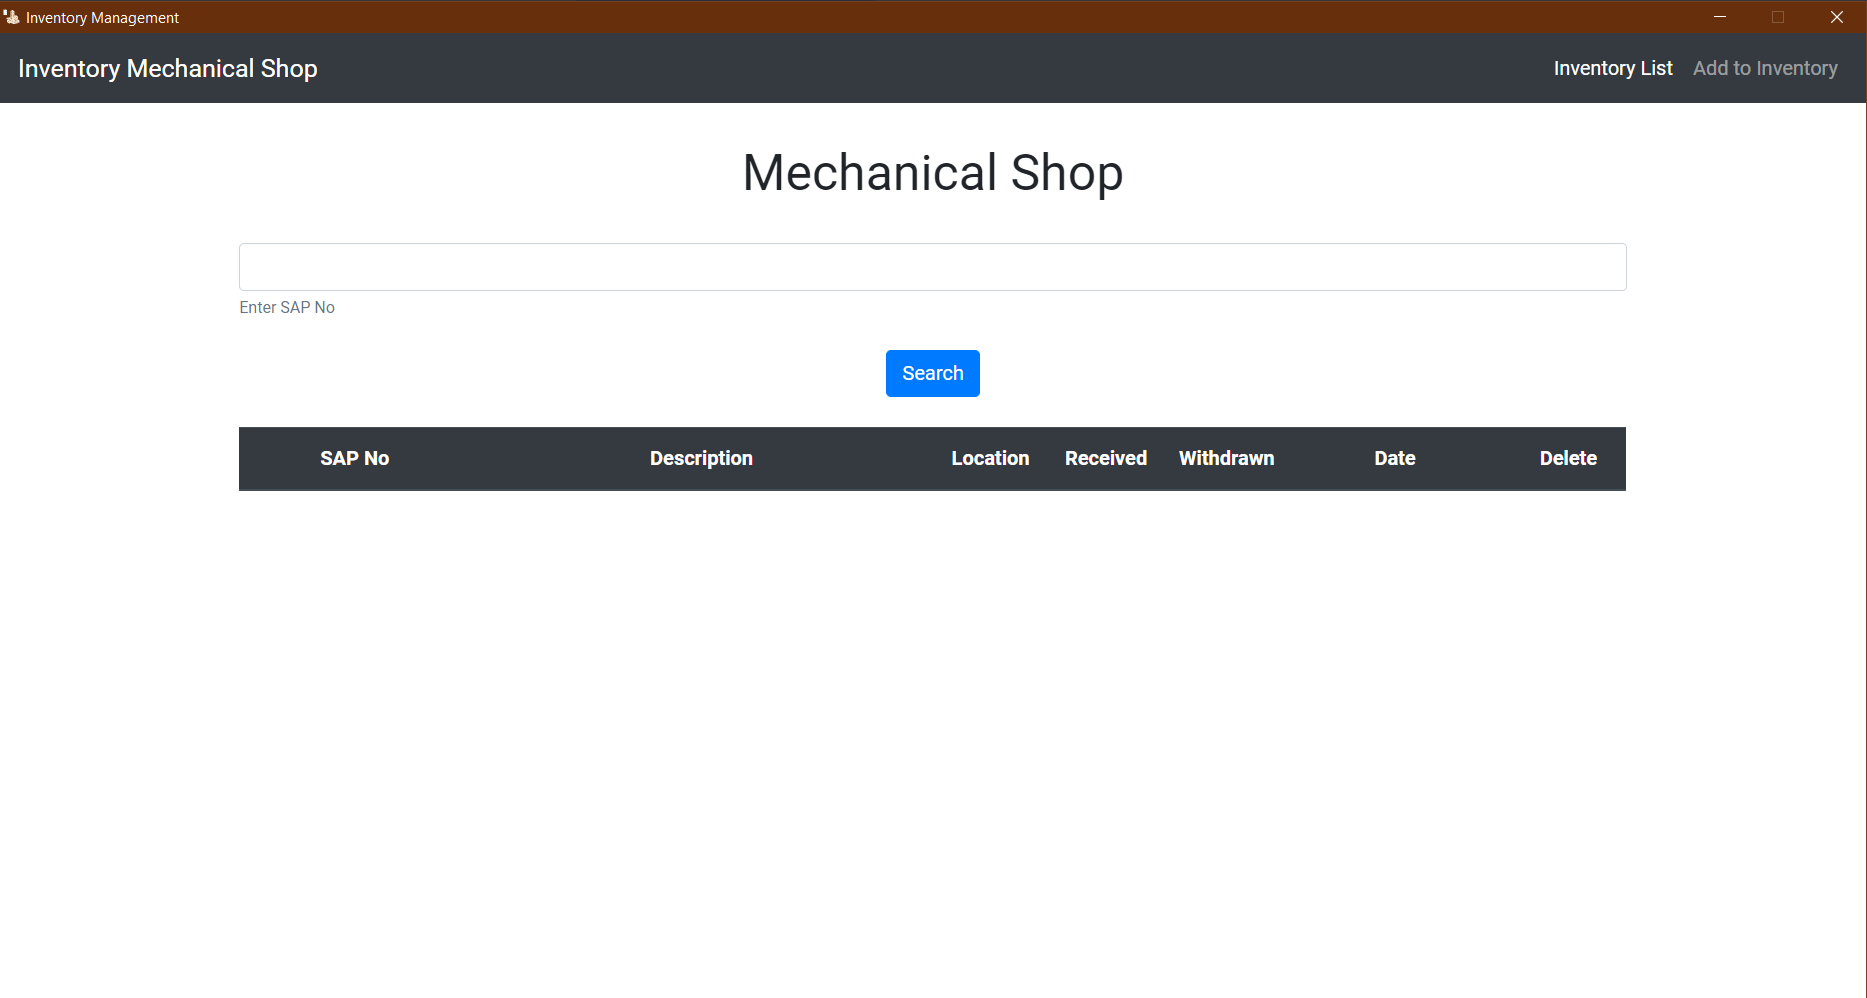 Inventory Management
Inventory Mechanical Shop
Inventory List Add to Inventory
Mechanical Shop
Enter SAP No
Search
SAP No Description Location Received Withdrawn Date Delete